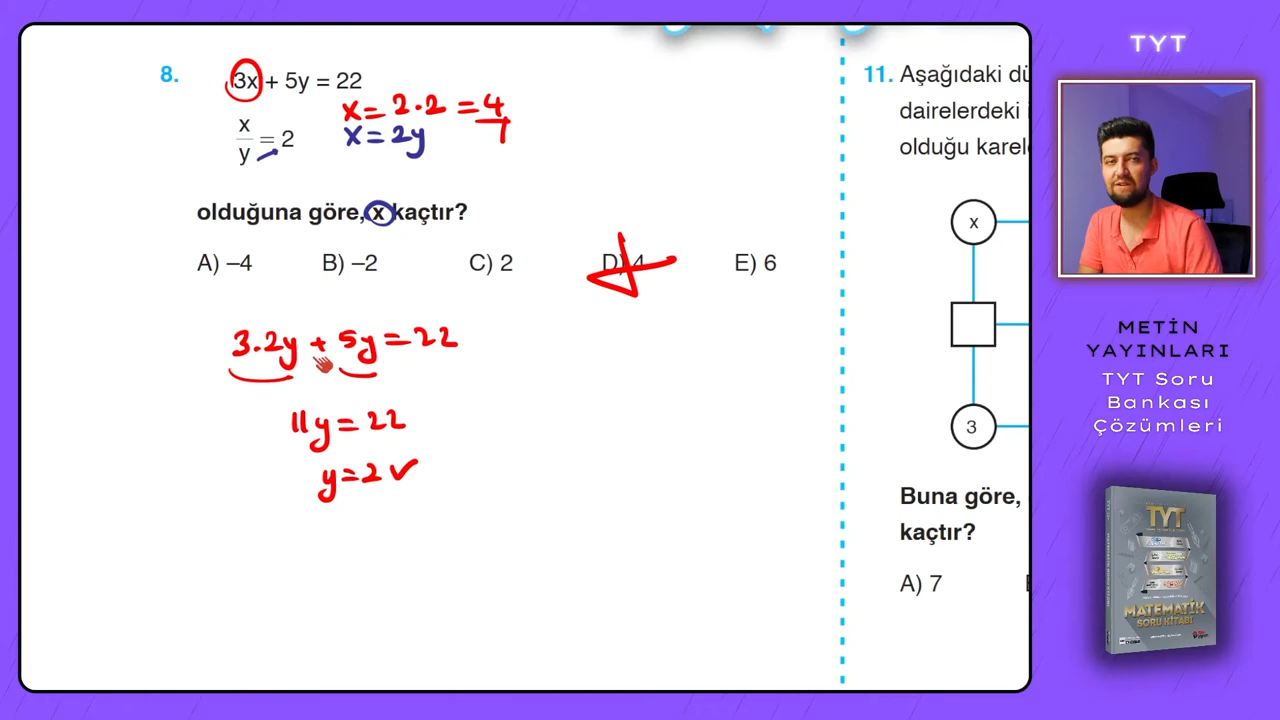 8.
3x + 5y = 22
x = 2 · 2 = 4
x/y = 2
x = 2y
olduğuna göre, x kaçtır?
A) –4 B) –2 C) 2 D) 4 E) 6
3.2y + 5y = 22
11y = 22
y = 2
11. Aşağıdaki dü
dairelerdeki i
olduğu karele
x
3
Buna göre,
kaçtır?
A) 7
TYT
METİN
YAYINLARI
TYT Soru
Bankası
Çözümleri
TYT
MATEMATİK
SORU KİTABI